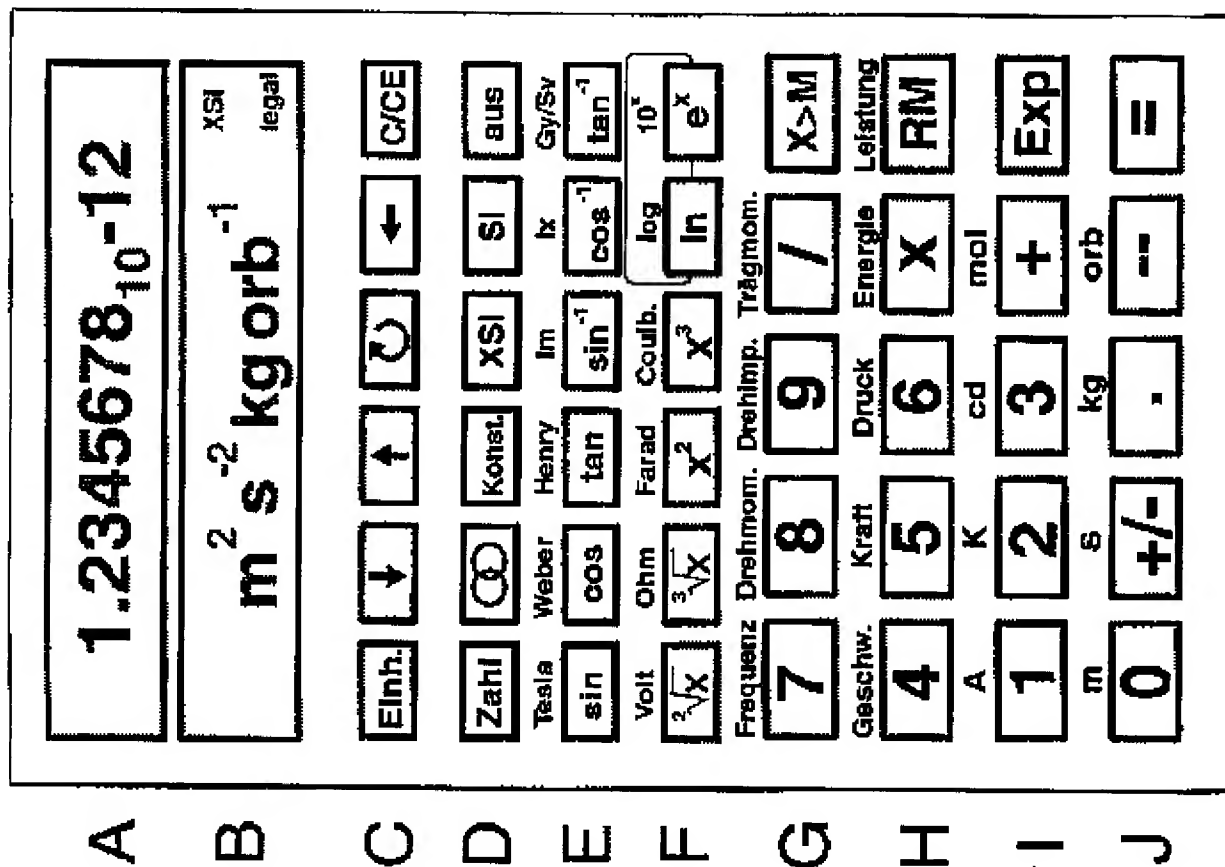 A 1.2345678₁₀-12
B m² s⁻² kg orb⁻¹ XSI legal
C Einh. ↓ ↑ ↻ ← C/CE
D Zahl Konst. XSI SI aus
Tesla Weber Henry lm lx Gy/Sv
E sin cos tan sin⁻¹ cos⁻¹ tan⁻¹
Volt Ohm Farad Coulb. log 10ˣ
F ²√x ³√x x² x³ ln eˣ
Frequenz Drehmom. Drehimp. Trägmom.
G 7 8 9 / X>M
Geschw. Kraft Druck Energie Leistung
H 4 5 6 x RM
A K cd mol
I 1 2 3 + Exp
m s kg orb
J 0 +/- . - =